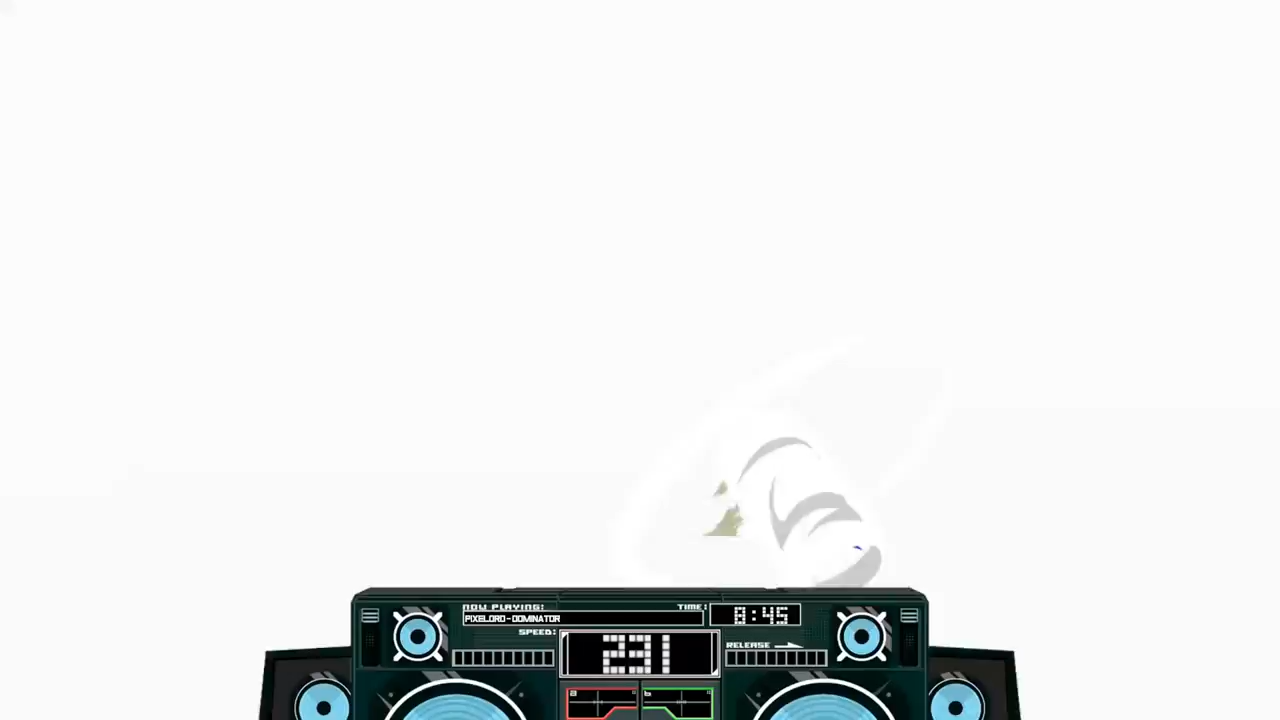 NOW PLAYING:
PIXELORD-DOMINATOR
TIME:
8:45
SPEED:
231
RELEASE
a
b